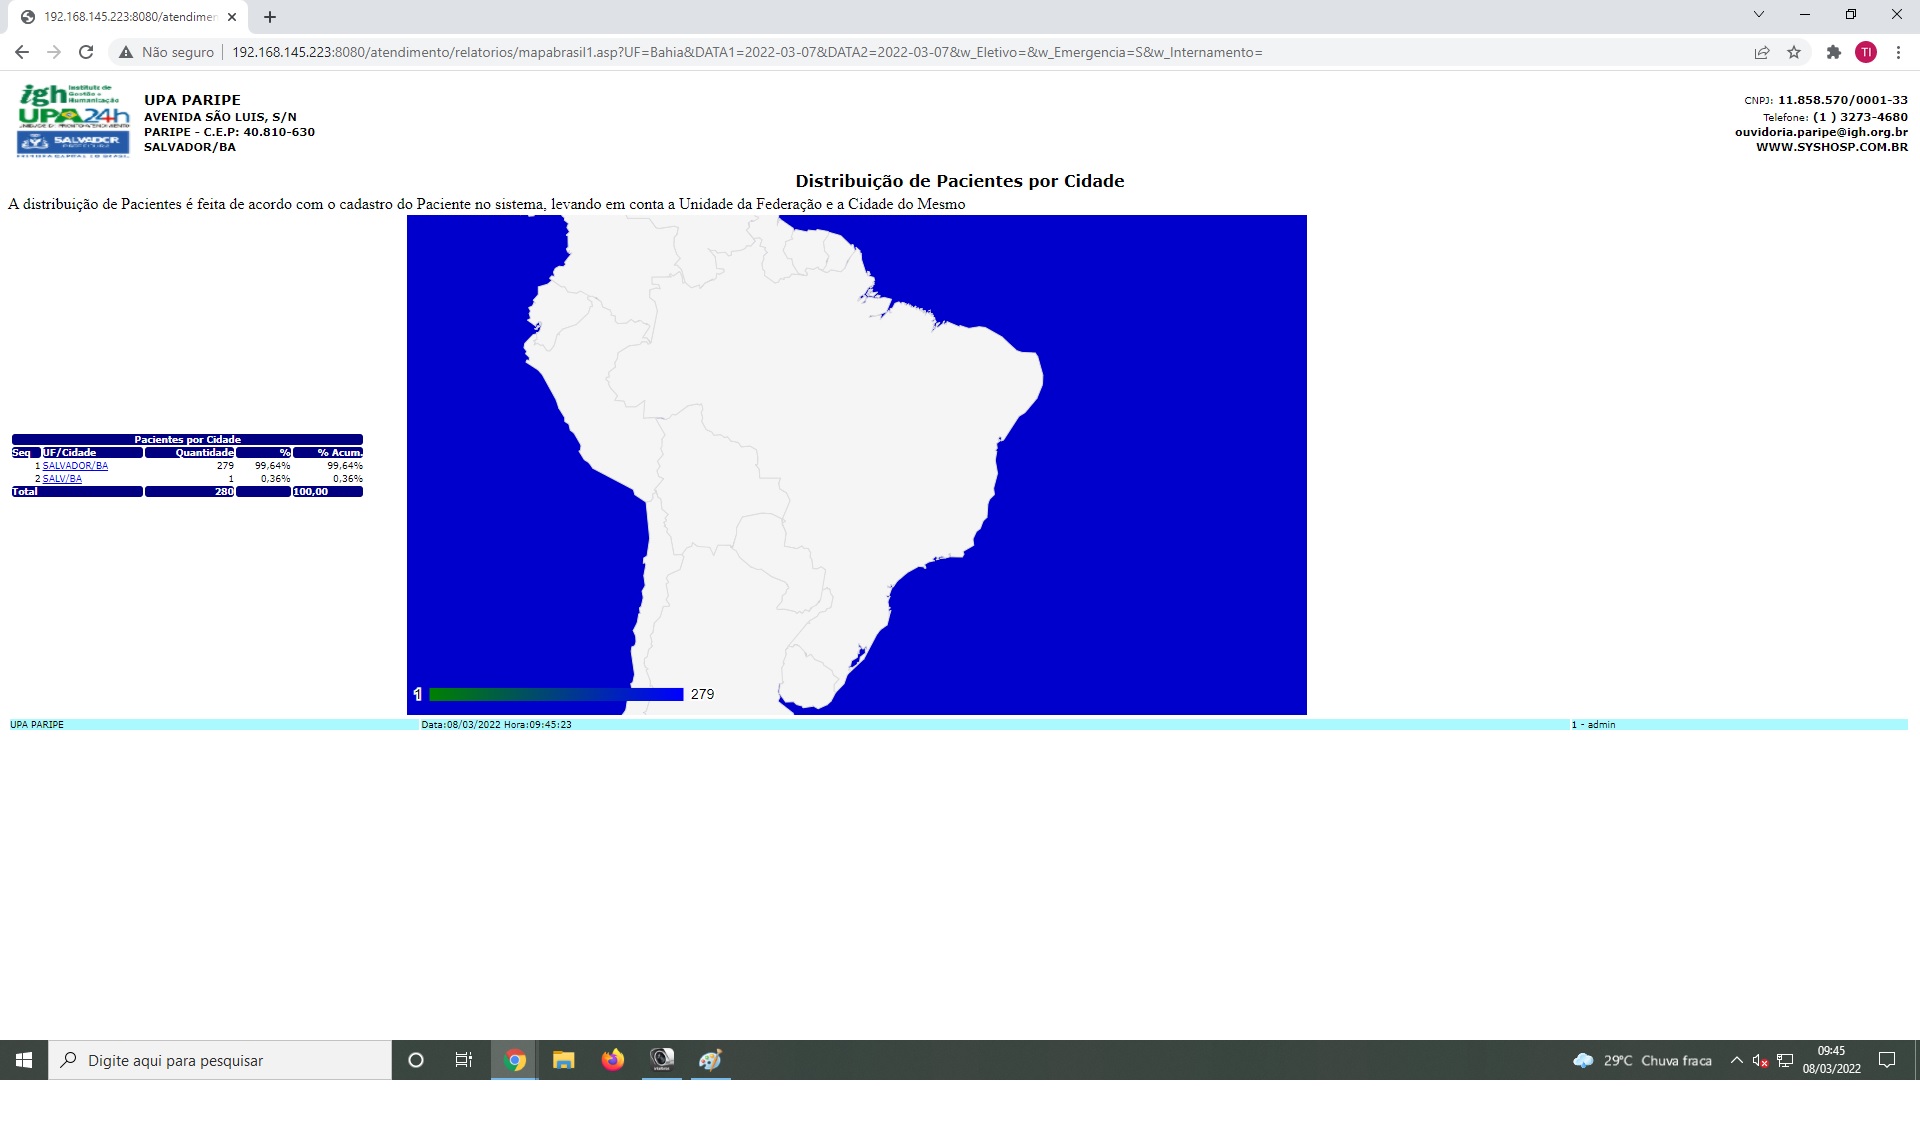 192.168.145.223:8080/atendimen
Não seguro
192.168.145.223:8080/atendimento/relatorios/mapabrasil1.asp?UF=Bahia&DATA1=2022-03-07&DATA2=2022-03-07&w_Eletivo=&w_Emergencia=S&w_Internamento=
TI
igh Instituto de
Gestão e
Humanização
UPA24h
SALVADOR
UPA PARIPE
AVENIDA SÃO LUIS, S/N
PARIPE - C.E.P: 40.810-630
SALVADOR/BA
CNPJ: 11.858.570/0001-33
Telefone: (1 ) 3273-4680
ouvidoria.paripe@igh.org.br
WWW.SYSHOSP.COM.BR
Distribuição de Pacientes por Cidade
A distribuição de Pacientes é feita de acordo com o cadastro do Paciente no sistema, levando em conta a Unidade da Federação e a Cidade do Mesmo
Pacientes por Cidade
Seq UF/Cidade Quantidade % % Acum.
1 SALVADOR/BA 279 99,64% 99,64%
2 SALV/BA 1 0,36% 0,36%
Total 280 100,00
1 279
UPA PARIPE Data:08/03/2022 Hora:09:45:23 1 - admin
Digite aqui para pesquisar
29°C Chuva fraca
09:45
08/03/2022